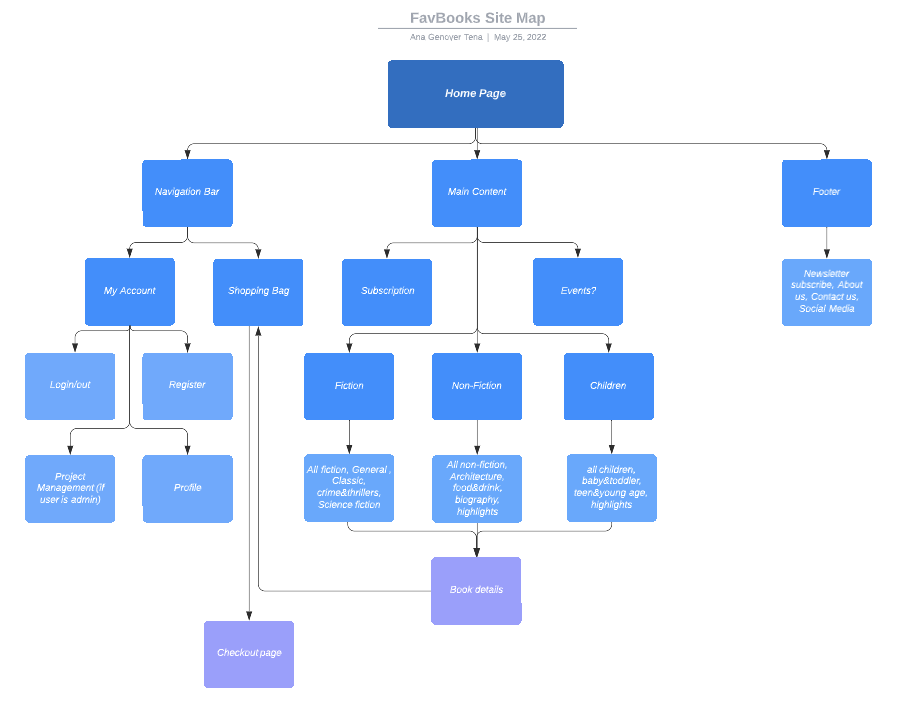 FavBooks Site Map
Ana Genover Tena | May 25, 2022
Home Page
Navigation Bar
Main Content
Footer
My Account
Shopping Bag
Subscription
Events?
Newsletter
subscribe, About
us, Contact us,
Social Media
Login/out
Register
Fiction
Non-Fiction
Children
Project
Management (if
user is admin)
Profile
All fiction, General ,
Classic,
crime&thrillers,
Science fiction
All non-fiction,
Architecture,
food&drink,
biography,
highlights
all children,
baby&toddler,
teen&young age,
highlights
Book details
Checkout page